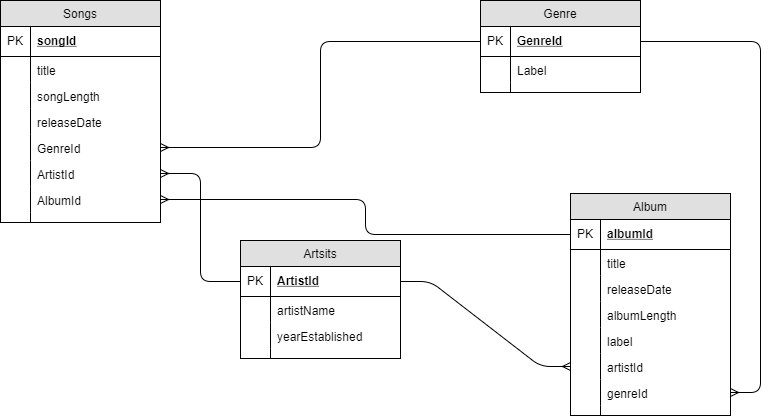 Songs
PK songId
title
songLength
releaseDate
GenreId
ArtistId
AlbumId
Genre
PK GenreId
Label
Artsits
PK ArtistId
artistName
yearEstablished
Album
PK albumId
title
releaseDate
albumLength
label
artistId
genreId